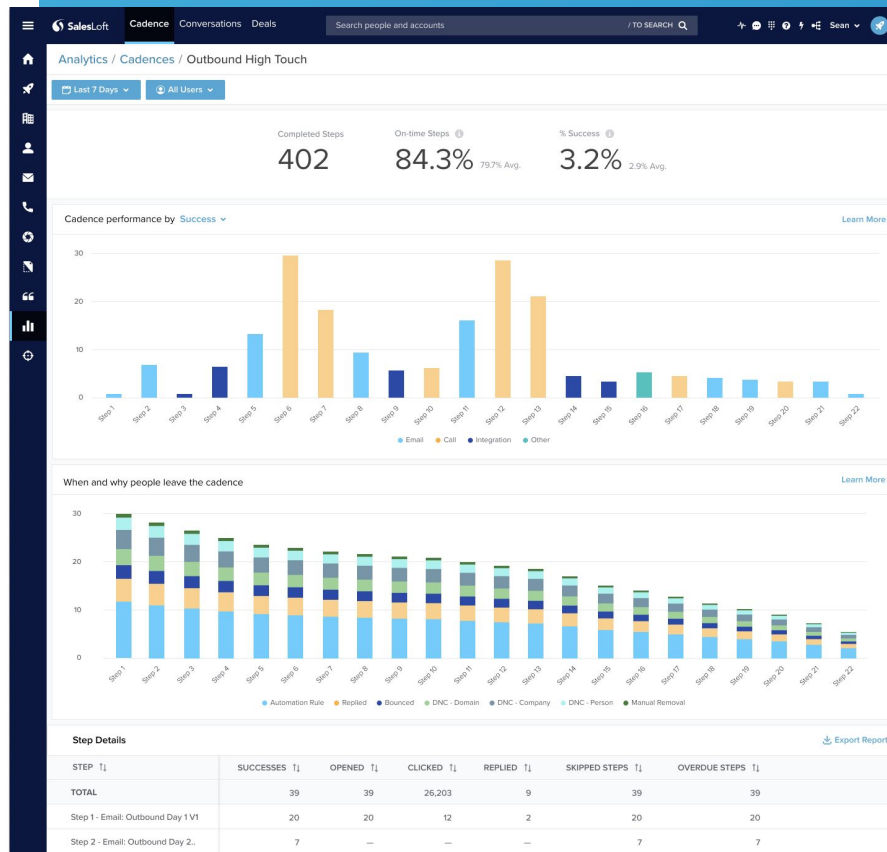 SalesLoft Cadence Conversations Deals Search people and accounts / TO SEARCH Sean
Analytics / Cadences / Outbound High Touch
Last 7 Days All Users
Completed Steps On-time Steps % Success
402 84.3% 79.7% Avg. 3.2% 2.9% Avg.
Cadence performance by Success Learn More
30
20
10
0
Step 1 Step 2 Step 3 Step 4 Step 5 Step 6 Step 7 Step 8 Step 9 Step 10 Step 11 Step 12 Step 13 Step 14 Step 15 Step 16 Step 17 Step 18 Step 19 Step 20 Step 21 Step 22
Email Call Integration Other
When and why people leave the cadence Learn More
30
20
10
0
Step 1 Step 2 Step 3 Step 4 Step 5 Step 6 Step 7 Step 8 Step 9 Step 10 Step 11 Step 12 Step 13 Step 14 Step 15 Step 16 Step 17 Step 18 Step 19 Step 20 Step 21 Step 22
Automation Rule Replied Bounced DNC - Domain DNC - Company DNC - Person Manual Removal
Step Details Export Report
STEP SUCCESSES OPENED CLICKED REPLIED SKIPPED STEPS OVERDUE STEPS
TOTAL 39 39 26,203 9 39 39
Step 1 - Email: Outbound Day 1 V1 20 20 12 2 20 20
Step 2 - Email: Outbound Day 2.. 7 — — — 7 7